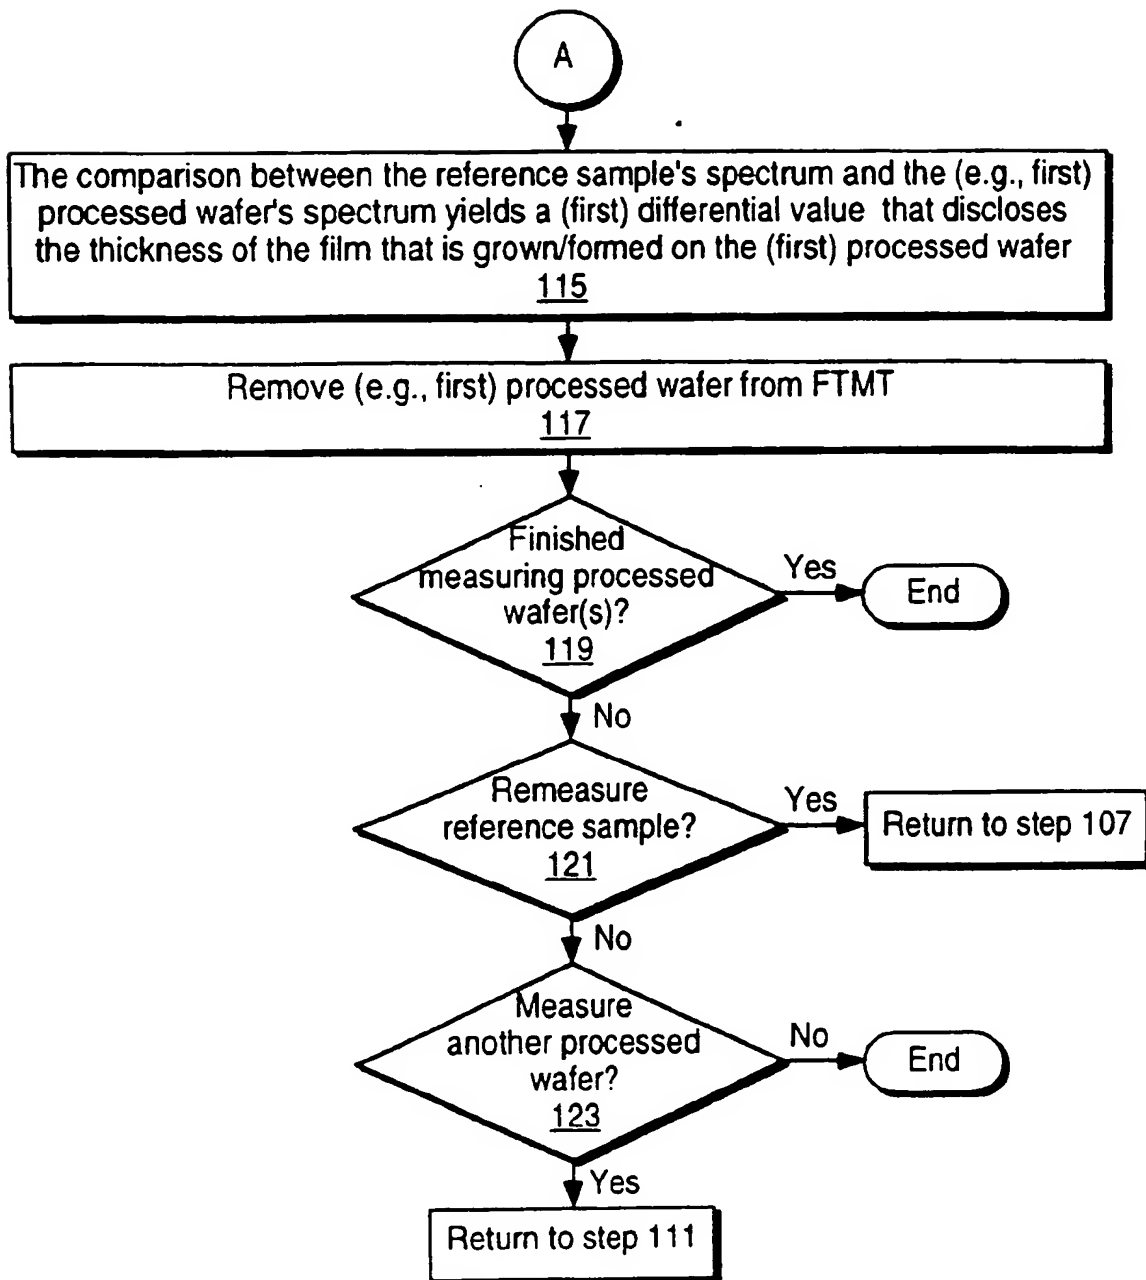 A
The comparison between the reference sample's spectrum and the (e.g., first)
processed wafer's spectrum yields a (first) differential value that discloses
the thickness of the film that is grown/formed on the (first) processed wafer
115
Remove (e.g., first) processed wafer from FTMT
117
Finished
measuring processed
wafer(s)?
119
Yes
End
No
Remeasure
reference sample?
121
Yes
Return to step 107
No
Measure
another processed
wafer?
123
No
End
Yes
Return to step 111